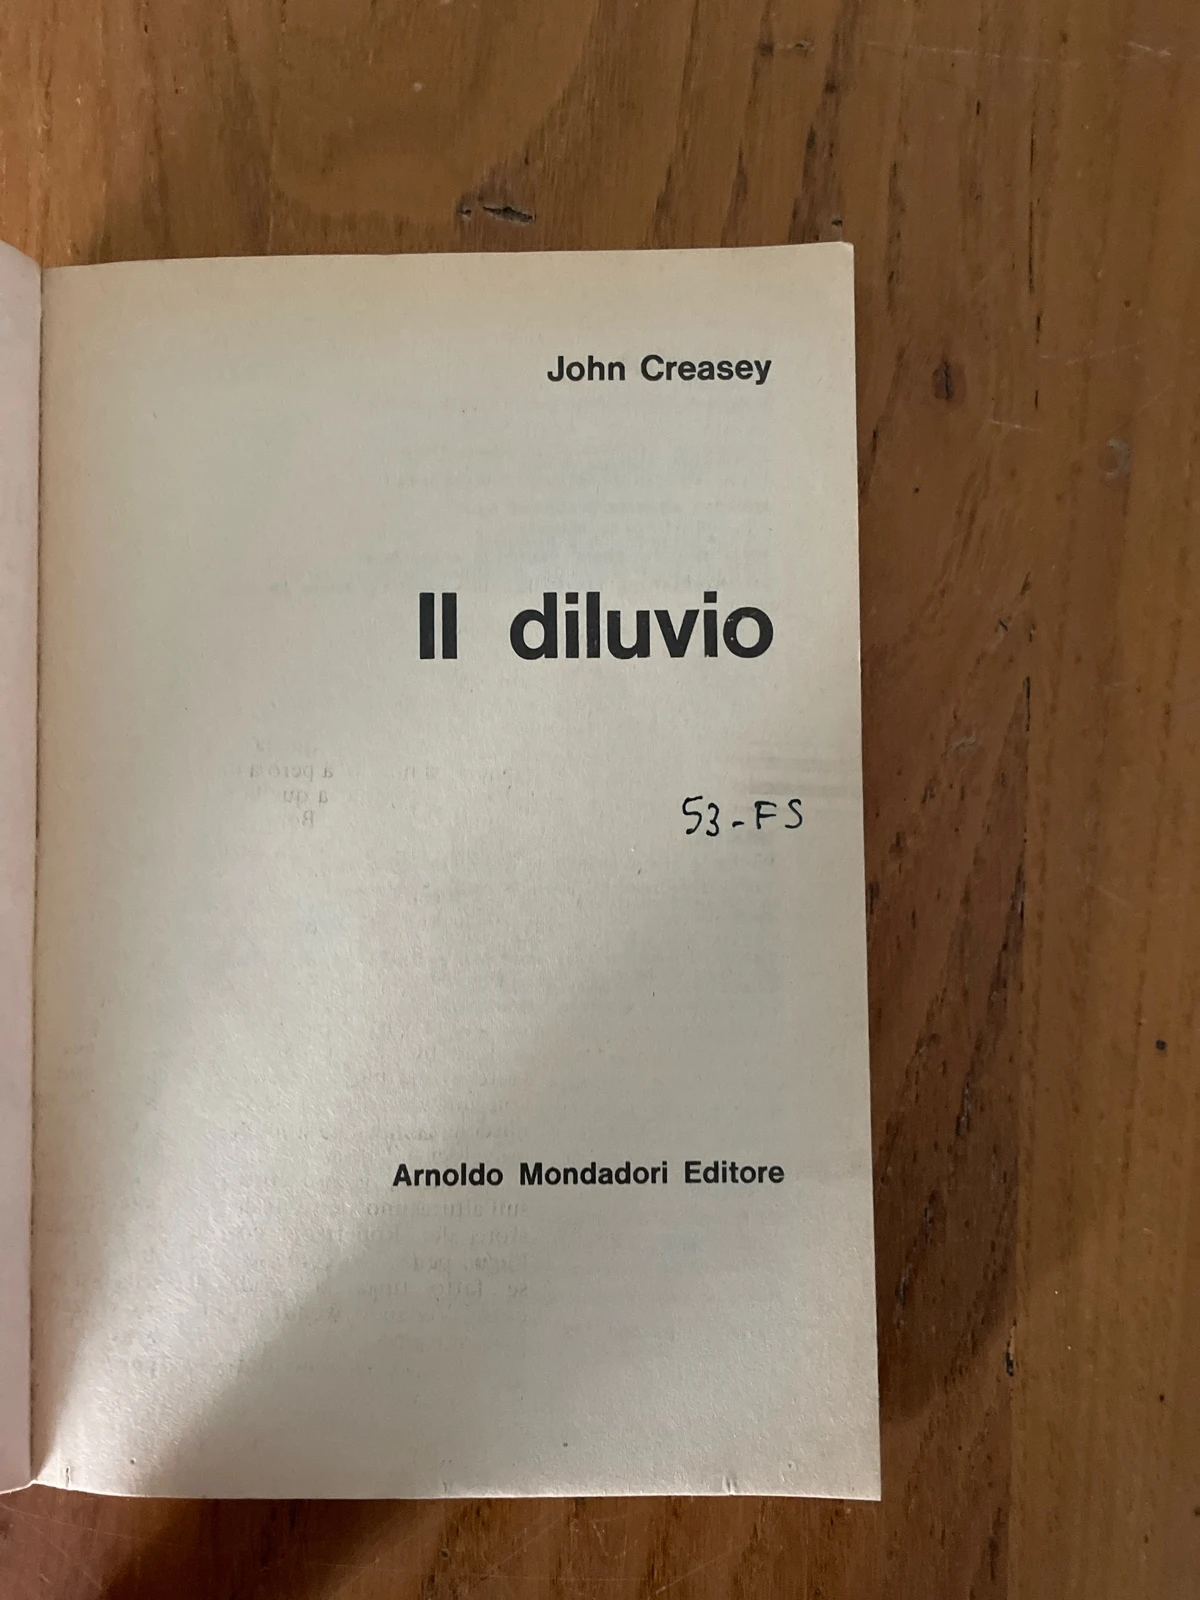 John Creasey
Il diluvio
53-FS
Arnoldo Mondadori Editore